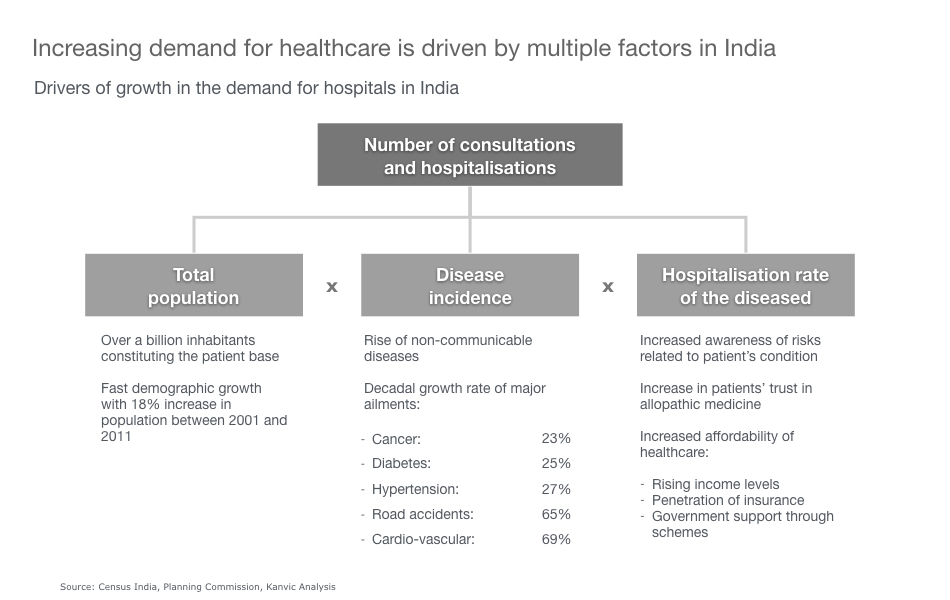 Increasing demand for healthcare is driven by multiple factors in India
Drivers of growth in the demand for hospitals in India
Number of consultations
and hospitalisations
Total
population
x
Disease
incidence
x
Hospitalisation rate
of the diseased
Over a billion inhabitants
constituting the patient base
Fast demographic growth
with 18% increase in
population between 2001 and
2011
Rise of non-communicable
diseases
Decadal growth rate of major
ailments:
- Cancer: 23%
- Diabetes: 25%
- Hypertension: 27%
- Road accidents: 65%
- Cardio-vascular: 69%
Increased awareness of risks
related to patient's condition
Increase in patients' trust in
allopathic medicine
Increased affordability of
healthcare:
- Rising income levels
- Penetration of insurance
- Government support through
schemes
Source: Census India, Planning Commission, Kanvic Analysis